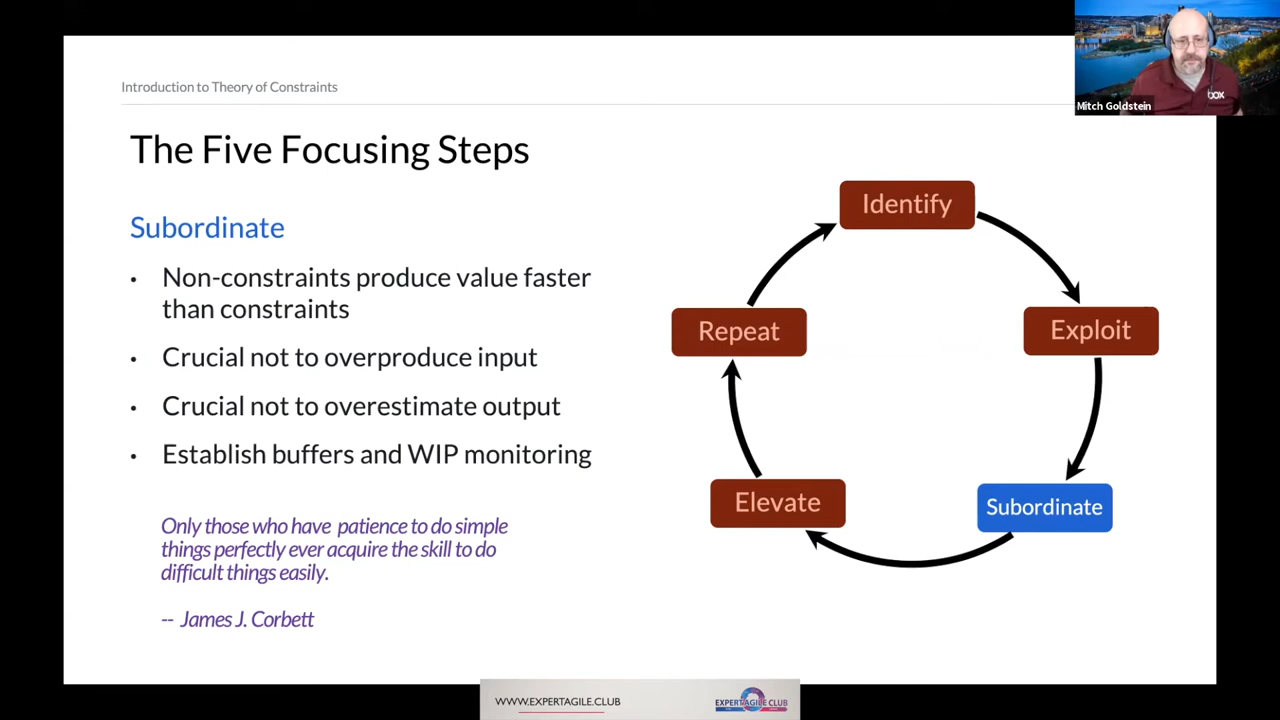 Introduction to Theory of Constraints
The Five Focusing Steps
Subordinate
• Non-constraints produce value faster
than constraints
• Crucial not to overproduce input
• Crucial not to overestimate output
• Establish buffers and WIP monitoring
Only those who have patience to do simple
things perfectly ever acquire the skill to do
difficult things easily.
-- James J. Corbett
Identify
Exploit
Subordinate
Elevate
Repeat
box
Mitch Goldstein
WWW.EXPERTAGILE.CLUB
EXPERTAGILE CLUB